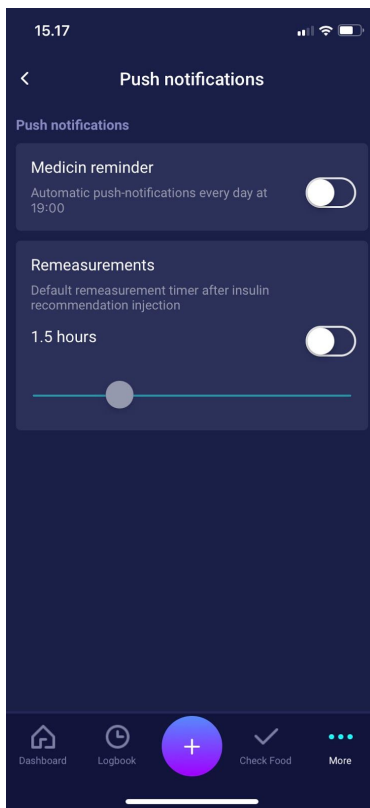 15.17
Push notifications
Push notifications
Medicin reminder
Automatic push-notifications every day at
19:00
Remeasurements
Default remeasurement timer after insulin
recommendation injection
1.5 hours
+
Dashboard
Logbook
Check Food
More